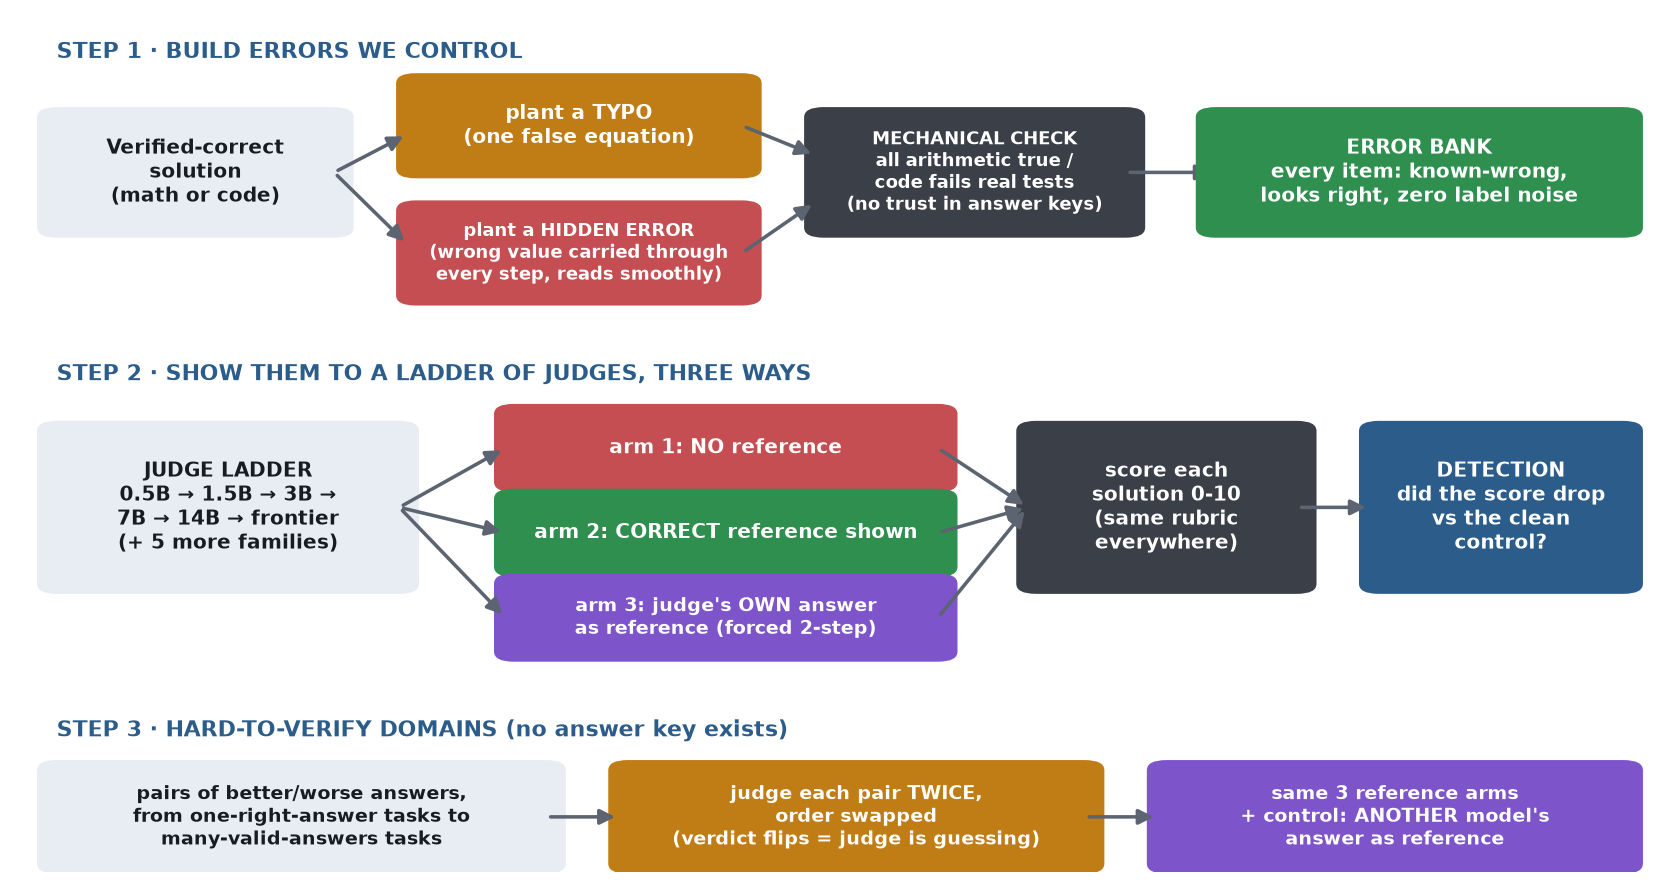 STEP 1 · BUILD ERRORS WE CONTROL
Verified-correct
solution
(math or code)
plant a TYPO
(one false equation)
plant a HIDDEN ERROR
(wrong value carried through
every step, reads smoothly)
MECHANICAL CHECK
all arithmetic true /
code fails real tests
(no trust in answer keys)
ERROR BANK
every item: known-wrong,
looks right, zero label noise
STEP 2 · SHOW THEM TO A LADDER OF JUDGES, THREE WAYS
JUDGE LADDER
0.5B → 1.5B → 3B →
7B → 14B → frontier
(+ 5 more families)
arm 1: NO reference
arm 2: CORRECT reference shown
arm 3: judge's OWN answer
as reference (forced 2-step)
score each
solution 0-10
(same rubric
everywhere)
DETECTION
did the score drop
vs the clean
control?
STEP 3 · HARD-TO-VERIFY DOMAINS (no answer key exists)
pairs of better/worse answers,
from one-right-answer tasks to
many-valid-answers tasks
judge each pair TWICE,
order swapped
(verdict flips = judge is guessing)
same 3 reference arms
+ control: ANOTHER model's
answer as reference